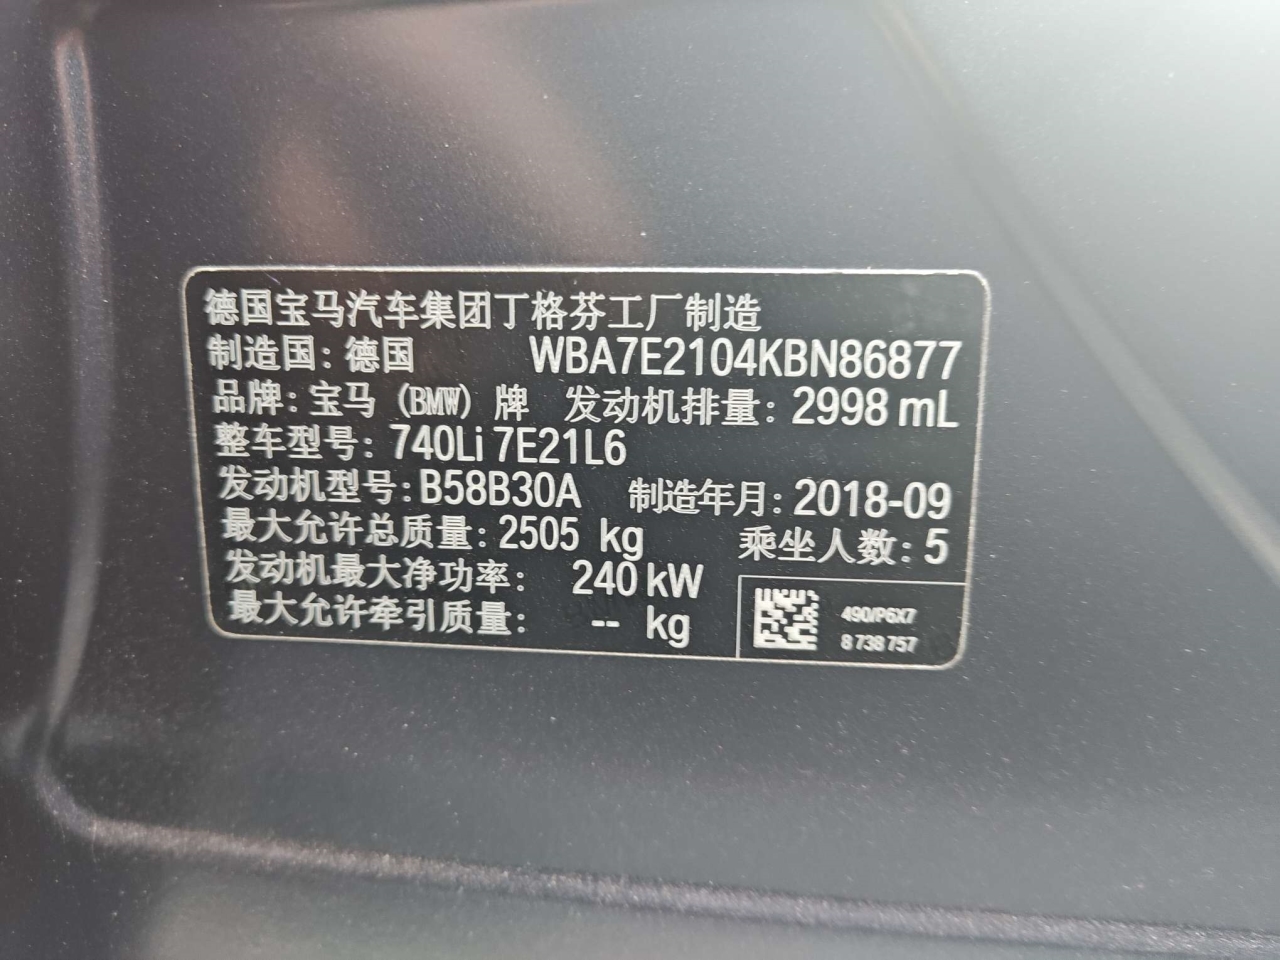 德国宝马汽车集团丁格芬工厂制造
制造国: 德国 WBA7E2104KBN86877
品牌: 宝马 (BMW) 牌 发动机排量: 2998 mL
整车型号: 740Li 7E21L6
发动机型号: B58B30A 制造年月: 2018-09
最大允许总质量: 2505 kg 乘坐人数: 5
发动机最大净功率: 240 kW
最大允许牵引质量: -- kg
490/P6X7
8 738 757